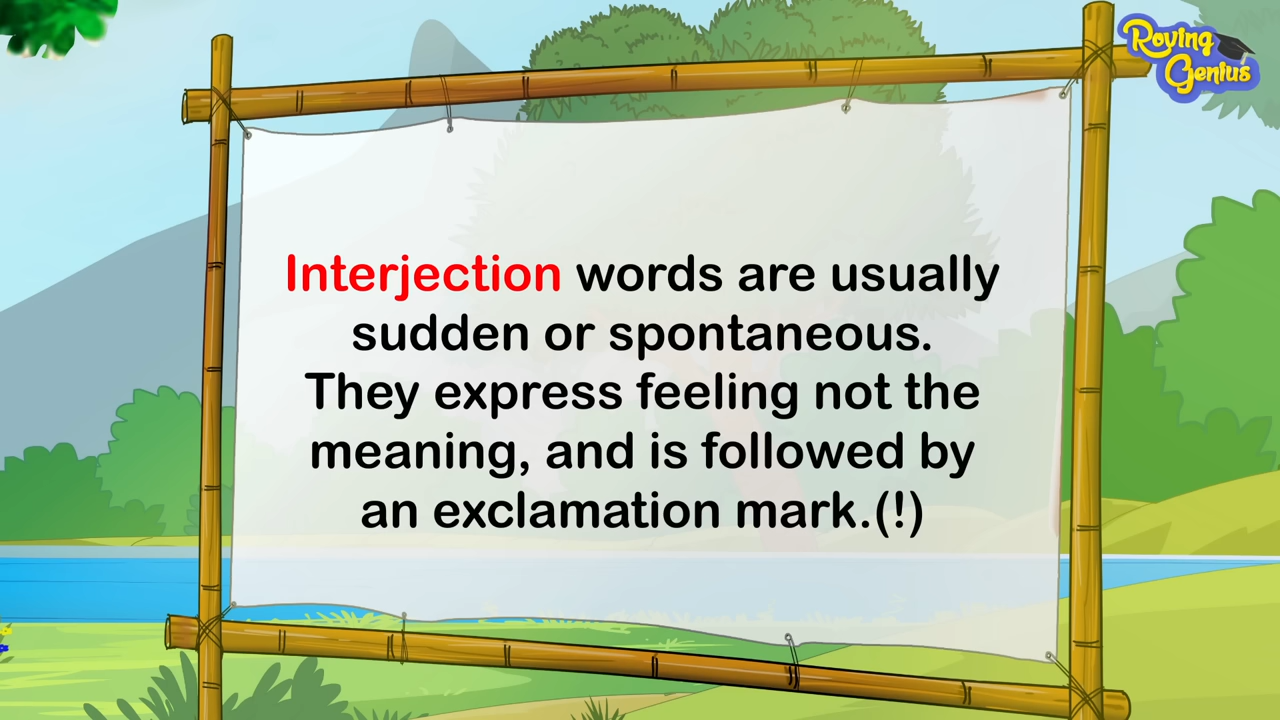 Roving
Genius
Interjection words are usually
sudden or spontaneous.
They express feeling not the
meaning, and is followed by
an exclamation mark.(!)